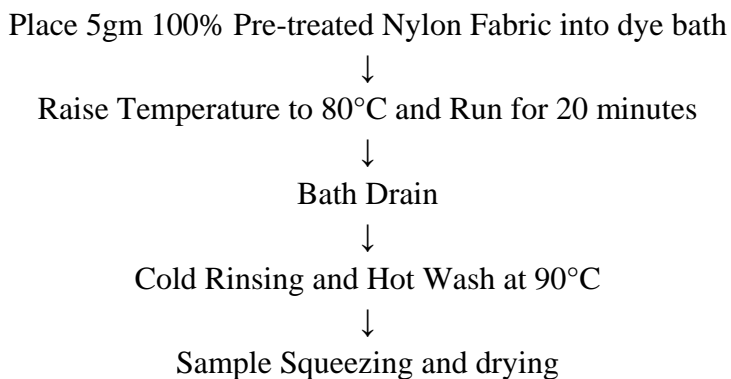 Place 5gm 100% Pre-treated Nylon Fabric into dye bath
↓
Raise Temperature to 80°C and Run for 20 minutes
↓
Bath Drain
↓
Cold Rinsing and Hot Wash at 90°C
↓
Sample Squeezing and drying